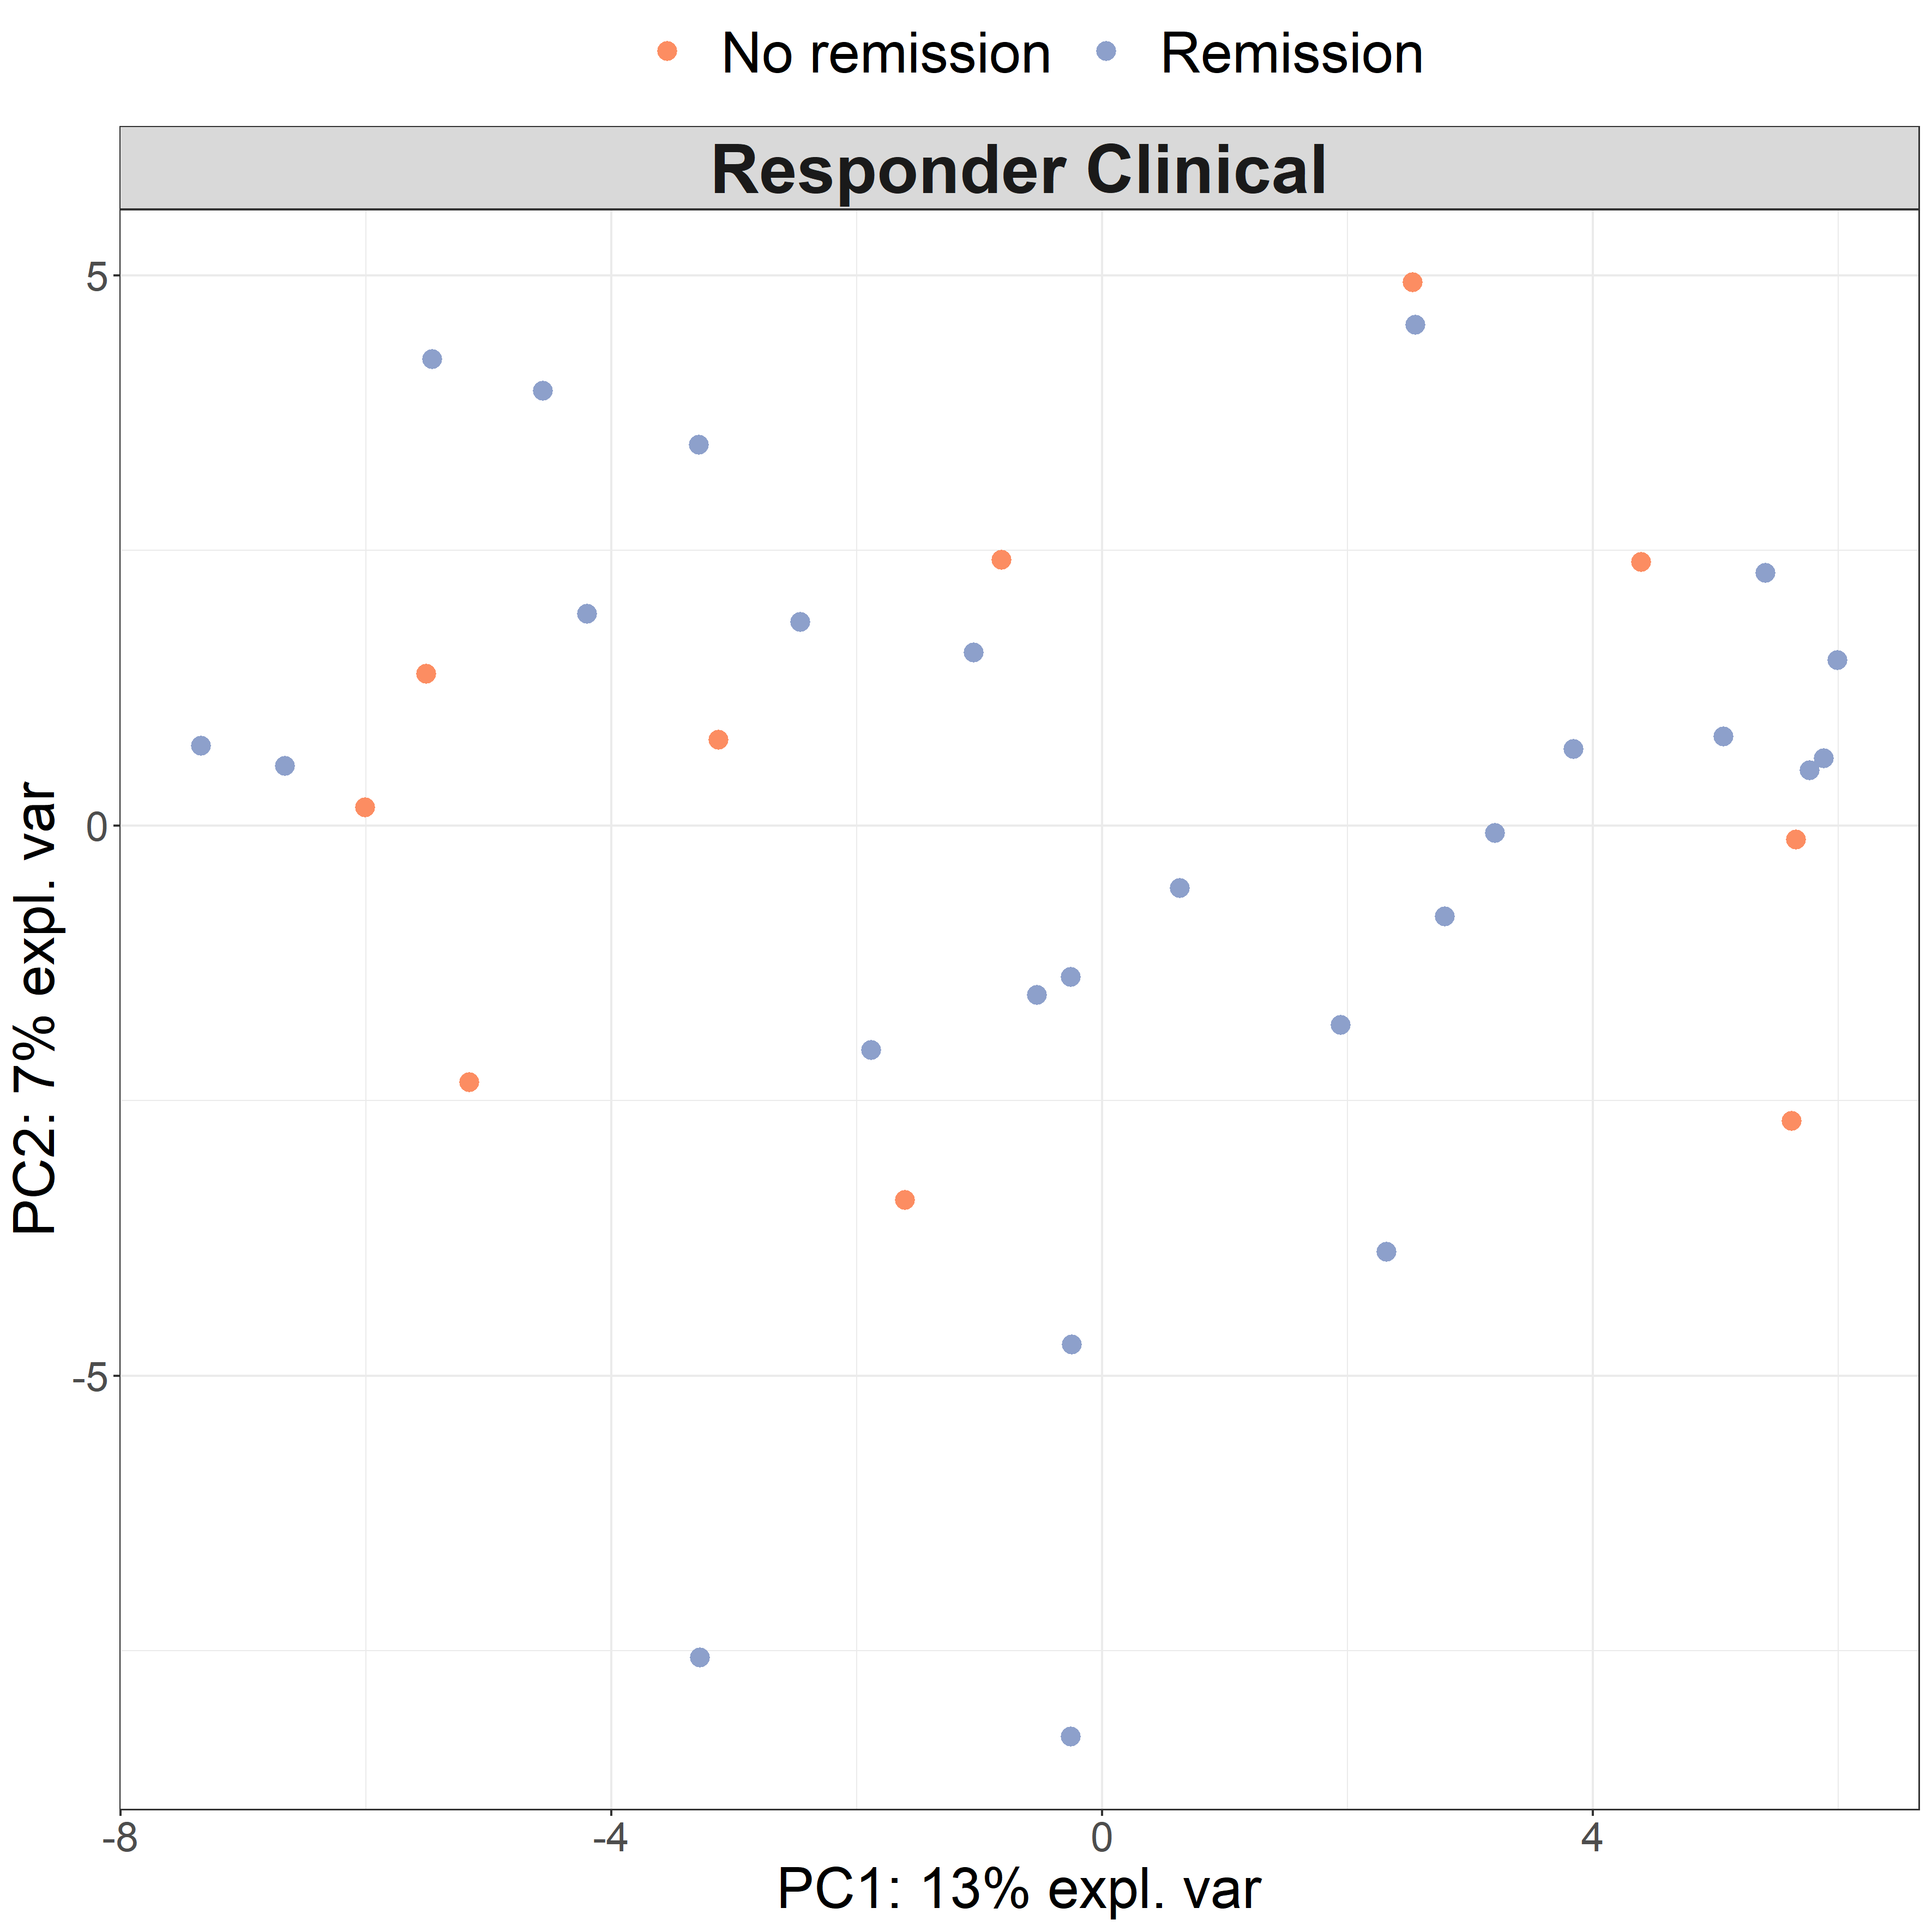 No remission Remission
Responder Clinical
5
0
-5
PC2: 7% expl. var
-8 -4 0 4
PC1: 13% expl. var